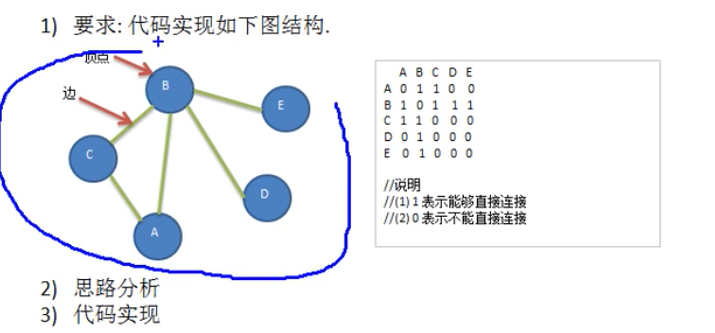 1) 要求: 代码实现如下图结构.
顶点
边
B
E
C
D
A
A B C D E
A 0 1 1 0 0
B 1 0 1 1 1
C 1 1 0 0 0
D 0 1 0 0 0
E 0 1 0 0 0
//说明
//(1) 1 表示能够直接连接
//(2) 0 表示不能直接连接
2) 思路分析
3) 代码实现